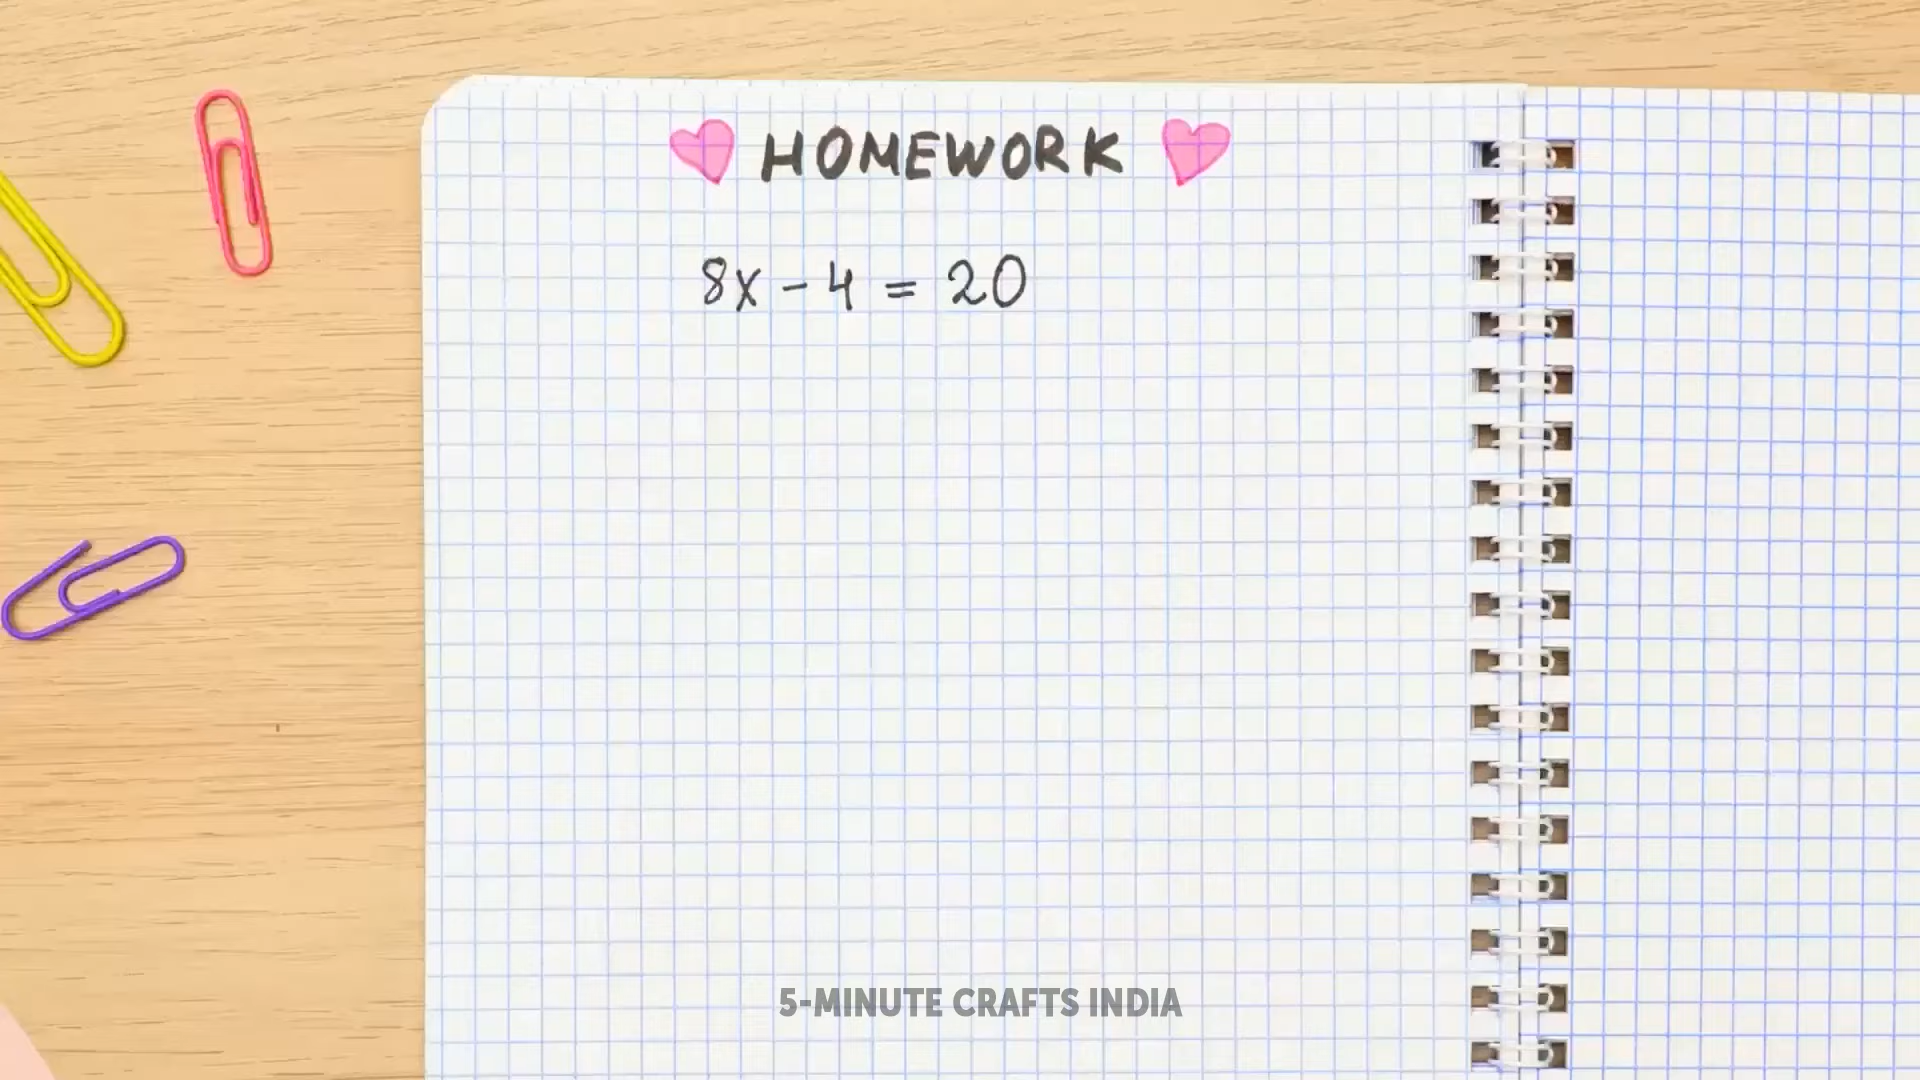 HOMEWORK
8x - 4 = 20
5-MINUTE CRAFTS INDIA